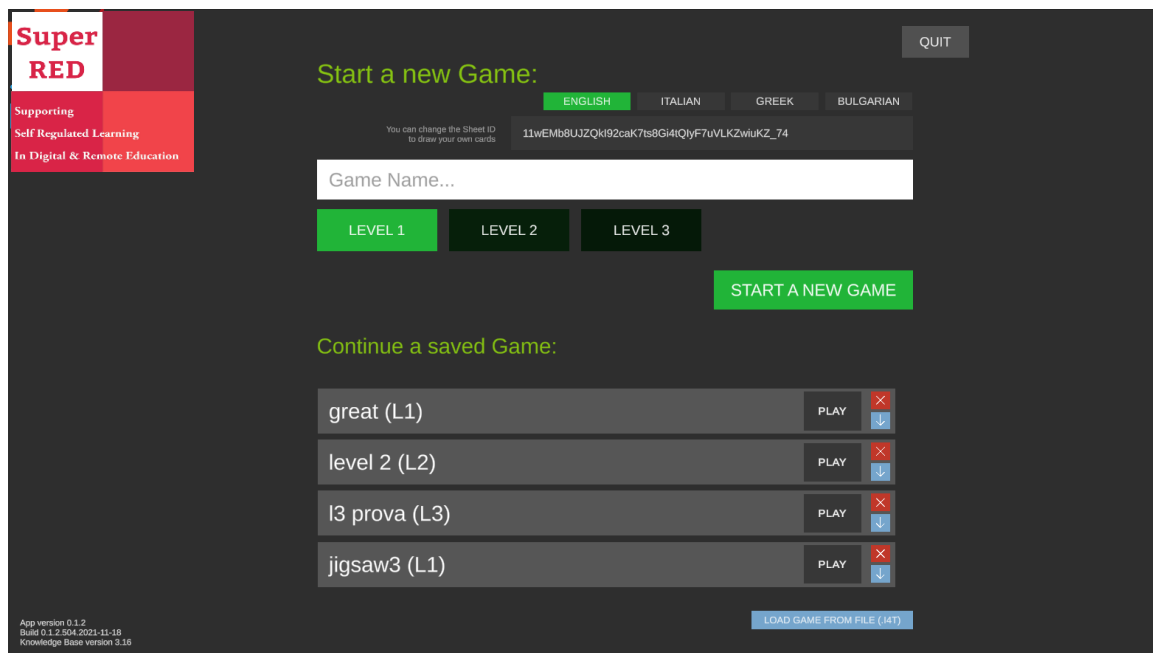 Super
RED
Supporting
Self Regulated Learning
In Digital & Remote Education
QUIT
Start a new Game:
ENGLISH ITALIAN GREEK BULGARIAN
You can change the Sheet ID
to draw your own cards
11wEMb8UJZQkI92caK7ts8Gi4tQIyF7uVLKZwiuKZ_74
Game Name...
LEVEL 1 LEVEL 2 LEVEL 3
START A NEW GAME
Continue a saved Game:
great (L1) PLAY
level 2 (L2) PLAY
l3 prova (L3) PLAY
jigsaw3 (L1) PLAY
LOAD GAME FROM FILE (.I4T)
App version 0.1.2
Build 0.1.2.504.2021-11-18
Knowledge Base version 3.16